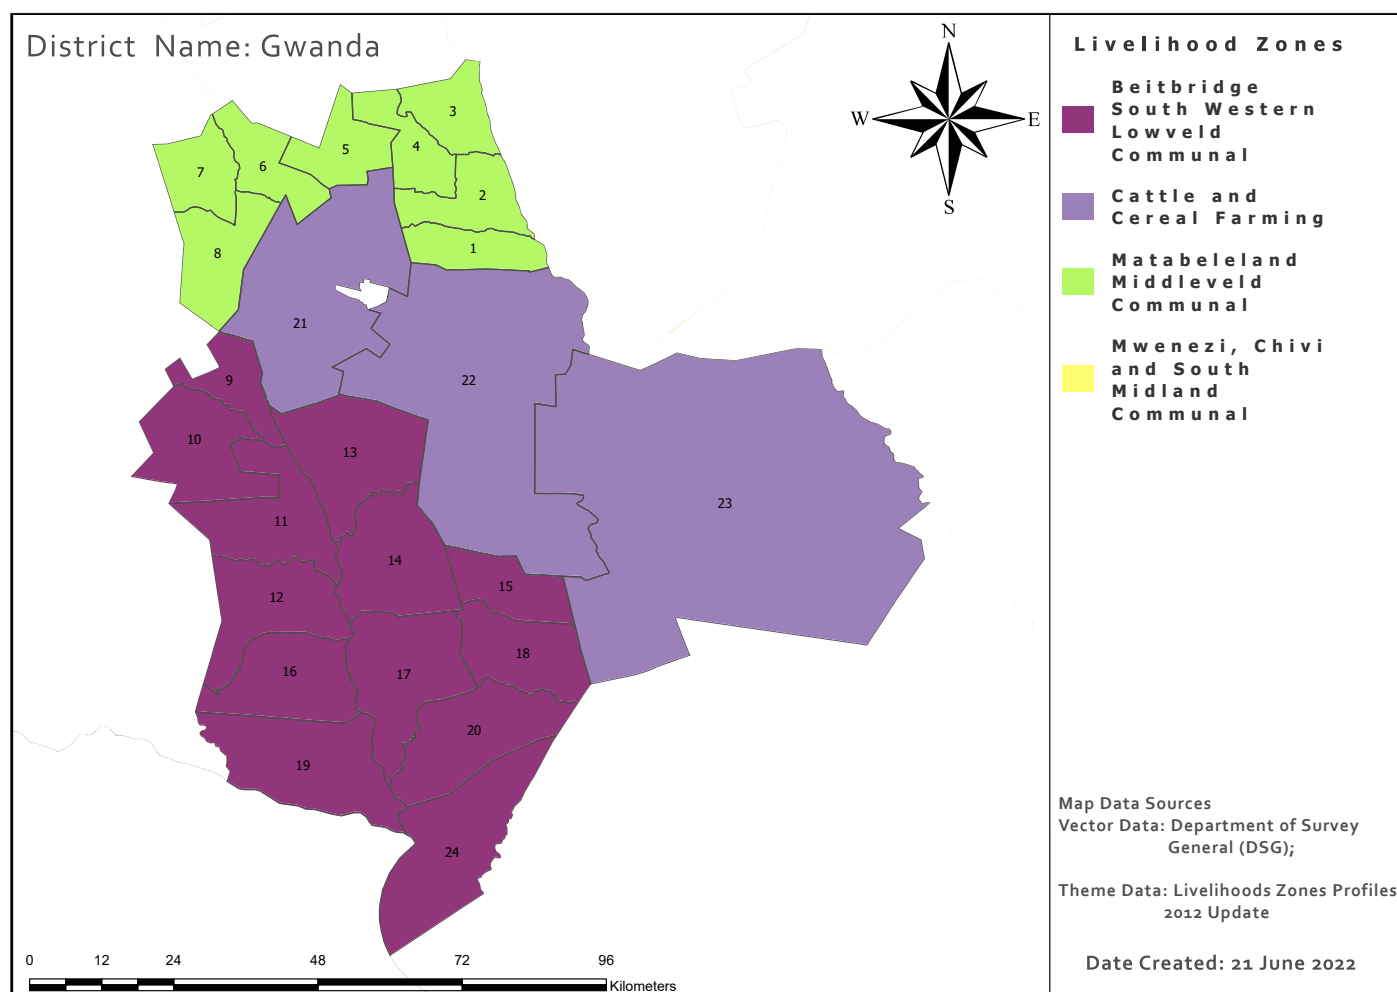 District Name: Gwanda
N
W
E
S
3
5
4
6
7
2
1
8
21
22
9
10
13
23
11
14
15
12
18
16
17
20
19
24
0 12 24 48 72 96
Kilometers
Livelihood Zones
Beitbridge
South Western
Lowveld
Communal
Cattle and
Cereal Farming
Matabeleland
Middleveld
Communal
Mwenezi, Chivi
and South
Midland
Communal
Map Data Sources
Vector Data: Department of Survey
General (DSG);
Theme Data: Livelihoods Zones Profiles
2012 Update
Date Created: 21 June 2022